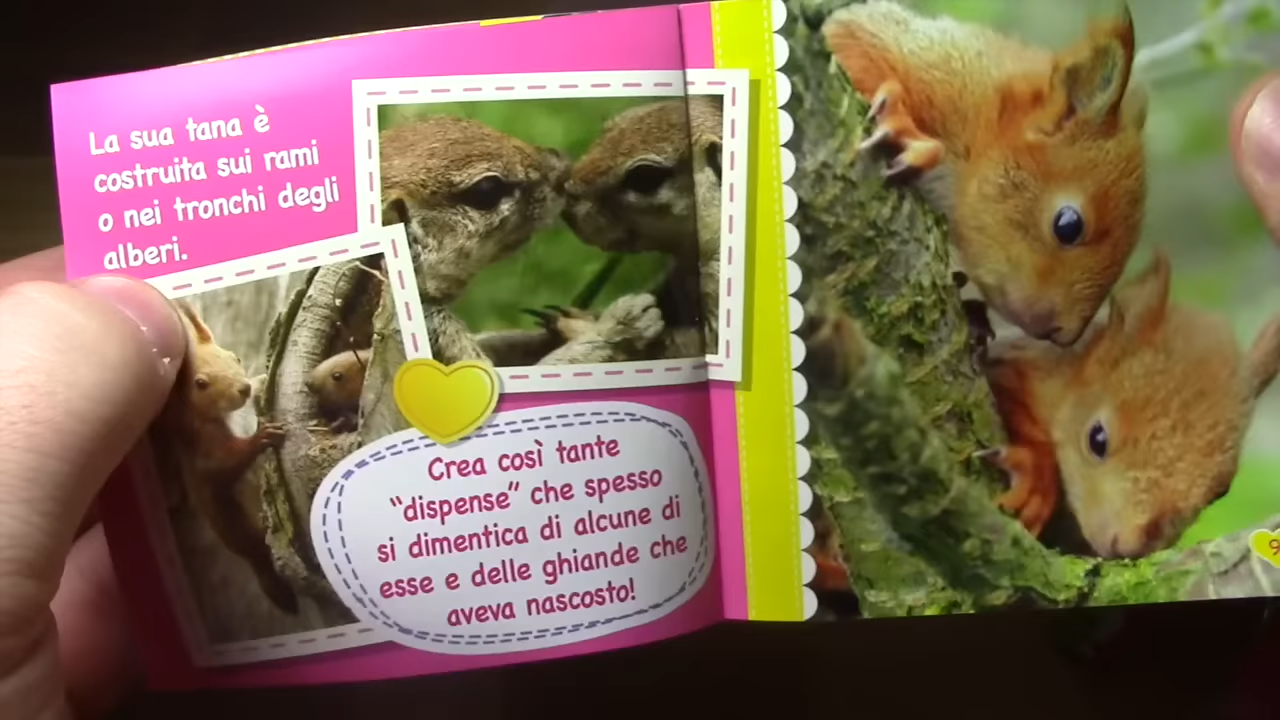 La sua tana è
costruita sui rami
o nei tronchi degli
alberi.
Crea così tante
“dispense” che spesso
si dimentica di alcune di
esse e delle ghiande che
aveva nascosto!
9